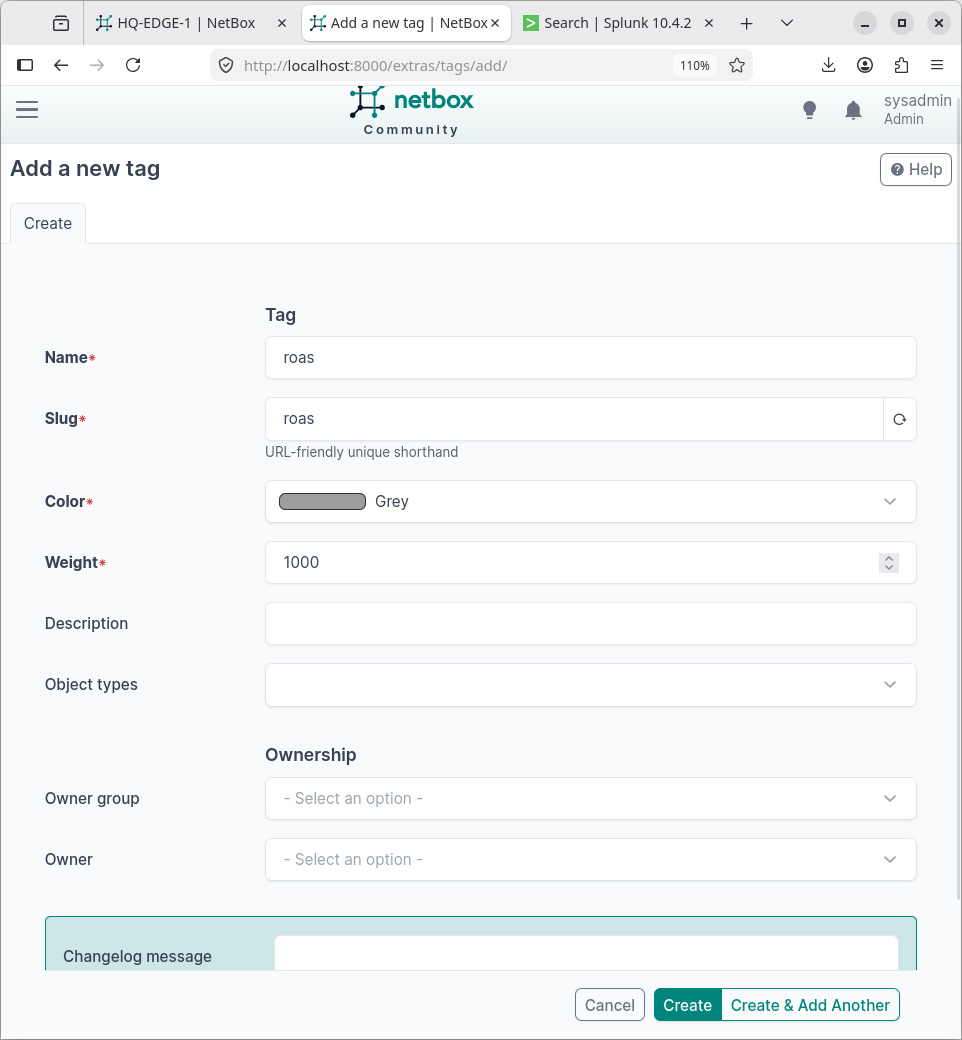 HQ-EDGE-1 | NetBox
Add a new tag | NetBox
Search | Splunk 10.4.2
http://localhost:8000/extras/tags/add/
110%
netbox
Community
sysadmin
Admin
Add a new tag
Help
Create
Tag
Name*
roas
Slug*
roas
URL-friendly unique shorthand
Color*
Grey
Weight*
1000
Description
Object types
Ownership
Owner group
- Select an option -
Owner
- Select an option -
Changelog message
Cancel
Create
Create & Add Another